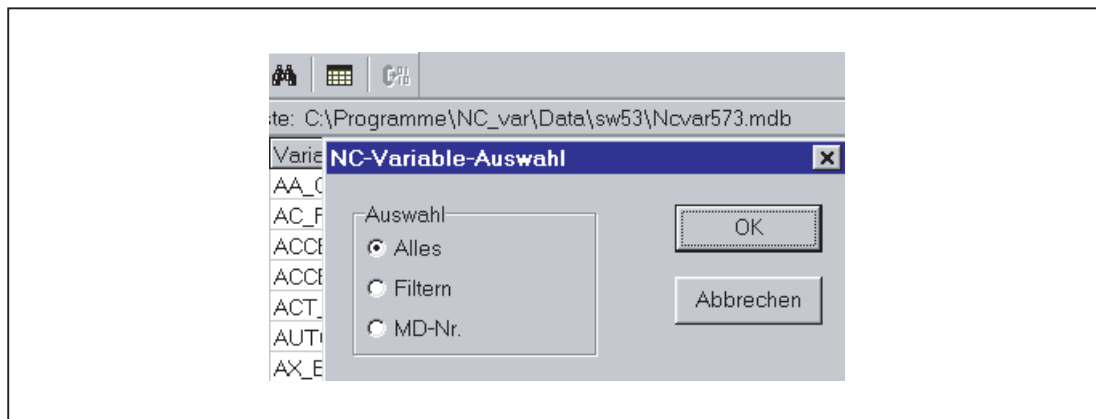 ste: C:\Programme\NC_var\Data\sw53\Ncvar573.mdb
Varia
NC-Variable-Auswahl
AA_
AC_F
ACCE
ACCE
ACT_
AUT
AX_E
Auswahl
Alles
Filtern
MD-Nr.
OK
Abbrechen